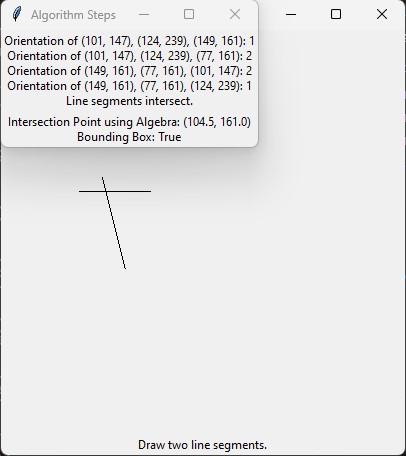 Algorithm Steps
Orientation of (101, 147), (124, 239), (149, 161): 1
Orientation of (101, 147), (124, 239), (77, 161): 2
Orientation of (149, 161), (77, 161), (101, 147): 2
Orientation of (149, 161), (77, 161), (124, 239): 1
Line segments intersect.
Intersection Point using Algebra: (104.5, 161.0)
Bounding Box: True
Draw two line segments.